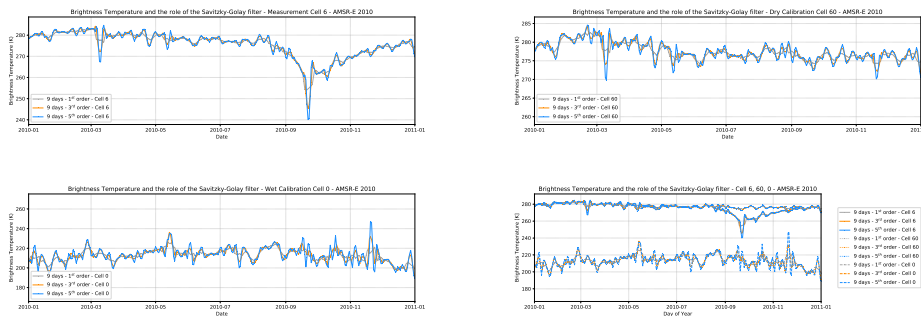 Brightness Temperature and the role of the Savitzky-Golay filter - Measurement Cell 6 - AMSR-E 2010
Brightness Temperature (K)
280
270
260
250
240
9 days - 1st order - Cell 6
9 days - 3rd order - Cell 6
9 days - 5th order - Cell 6
2010-01 2010-03 2010-05 2010-07 2010-09 2010-11 2011-01
Date
Brightness Temperature and the role of the Savitzky-Golay filter - Dry Calibration Cell 60 - AMSR-E 2010
Brightness Temperature (K)
285
280
275
270
265
260
9 days - 1st order - Cell 60
9 days - 3rd order - Cell 60
9 days - 5th order - Cell 60
2010-01 2010-03 2010-05 2010-07 2010-09 2010-11 2011-01
Date
Brightness Temperature and the role of the Savitzky-Golay filter - Wet Calibration Cell 0 - AMSR-E 2010
Brightness Temperature (K)
260
240
220
200
180
9 days - 1st order - Cell 0
9 days - 3rd order - Cell 0
9 days - 5th order - Cell 0
2010-01 2010-03 2010-05 2010-07 2010-09 2010-11 2011-01
Date
Brightness Temperature and the role of the Savitzky-Golay filter - Cell 6, 60, 0 - AMSR-E 2010
Brightness Temperature (K)
280
260
240
220
200
180
2010-01 2010-03 2010-05 2010-07 2010-09 2010-11 2011-01
Day of Year
9 days - 1st order - Cell 6
9 days - 3rd order - Cell 6
9 days - 5th order - Cell 6
9 days - 1st order - Cell 60
9 days - 3rd order - Cell 60
9 days - 5th order - Cell 60
9 days - 1st order - Cell 0
9 days - 3rd order - Cell 0
9 days - 5th order - Cell 0